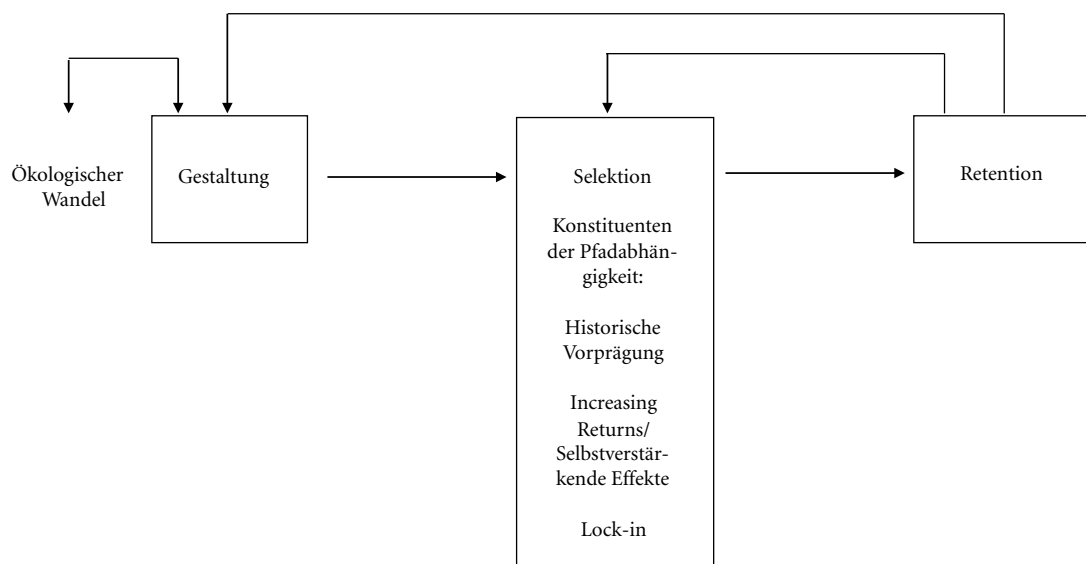 Ökologischer
Wandel
Gestaltung
Selektion
Konstituenten
der Pfadabhän-
gigkeit:
Historische
Vorprägung
Increasing
Returns/
Selbstverstär-
kende Effekte
Lock-in
Retention